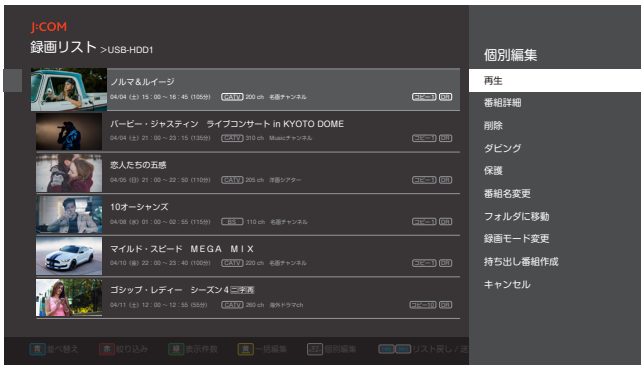 J:COM
録画リスト >USB-HDD1
ノルマ&ルイージ
04/04 (土) 15:00～16:45 (105分) CATV 200 ch 名画チャンネル コピー1 DR
バービー・ジャスティン ライブコンサート in KYOTO DOME
04/04 (土) 21:00～23:15 (135分) CATV 310 ch Musicチャンネル コピー1 DR
恋人たちの五感
04/05 (日) 21:00～22:50 (110分) CATV 205 ch 洋画シアター コピー1 DR
10オーシャンズ
04/08 (水) 01:00～02:55 (115分) BS 110 ch 名画チャンネル コピー1 DR
マイルド・スピード MEGA MIX
04/10 (金) 22:00～23:40 (100分) CATV 220 ch 名画チャンネル コピー1 DR
ゴシップ・レディー シーズン4 二字再
04/11 (土) 12:00～12:55 (55分) CATV 260 ch 海外ドラマch コピー10 DR
青 並べ替え 赤 絞り込み 緑 表示件数 黄 一括編集 個別編集 リスト戻し / 送
個別編集
再生
番組詳細
削除
ダビング
保護
番組名変更
フォルダに移動
録画モード変更
持ち出し番組作成
キャンセル